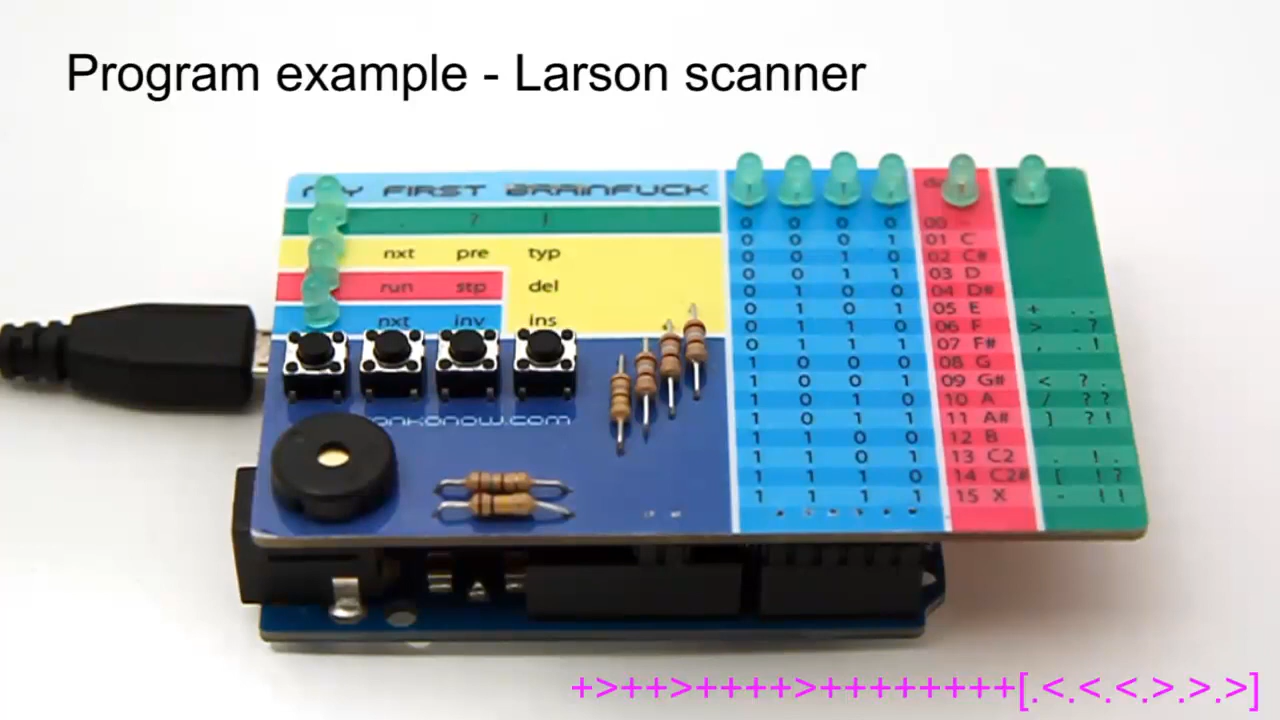 Program example - Larson scanner
MY FIRST BRAINFUCK
. ? !
nxt pre typ
run stp del
nxt inv ins
onkonow.com
0 0 0 0 00
0 0 0 1 01 C
0 0 1 0 02 C#
0 0 1 1 03 D
0 1 0 0 04 D#
0 1 0 1 05 E + . .
0 1 1 0 06 F > . ?
0 1 1 1 07 F# , . !
1 0 0 0 08 G
1 0 0 1 09 G# < ? .
1 0 1 0 10 A / ? ?
1 0 1 1 11 A# ] ? !
1 1 0 0 12 B
1 1 0 1 13 C2 . ! .
1 1 1 0 14 C2# [ ! ?
1 1 1 1 15 X - ! !
+>++>++++>++++++++[.<.<.<.>.>.>]